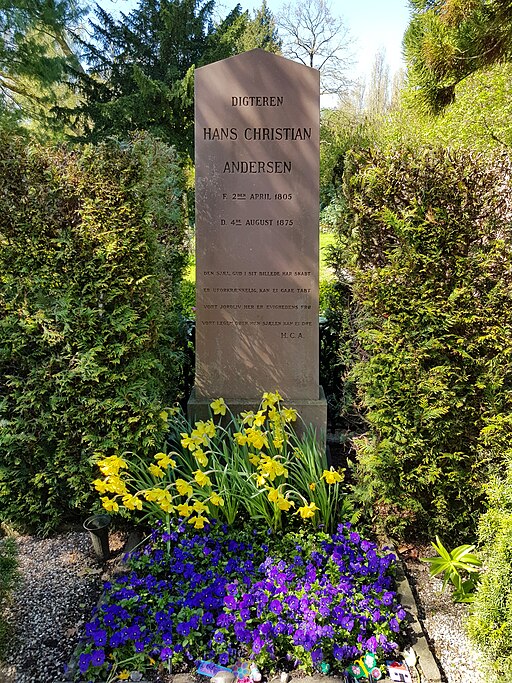 DIGTEREN
HANS CHRISTIAN
ANDERSEN
F. 2DEN APRIL 1805
D. 4DE AUGUST 1875
DEN SJÆL GUD I SIT BILLEDE HAR SKABT
ER UFORKRÆNKELIG, KAN EI GAAE TABT
VORT JORDLIV HER ER EVIGHEDENS FRØ
VORT LEGEM DØER, MEN SJÆLEN KAN EI DØE
H.C.A.